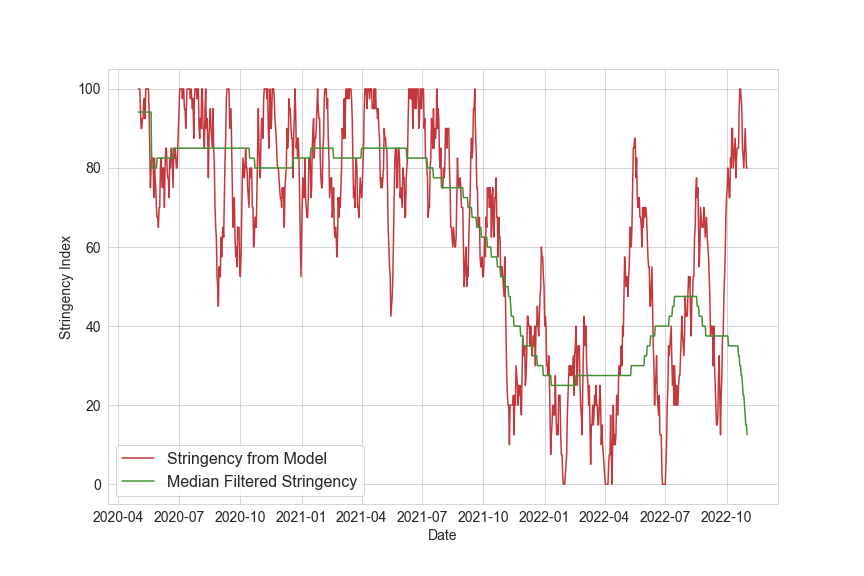 100
80
60
40
20
0
Stringency Index
Stringency from Model
Median Filtered Stringency
2020-04 2020-07 2020-10 2021-01 2021-04 2021-07 2021-10 2022-01 2022-04 2022-07 2022-10
Date